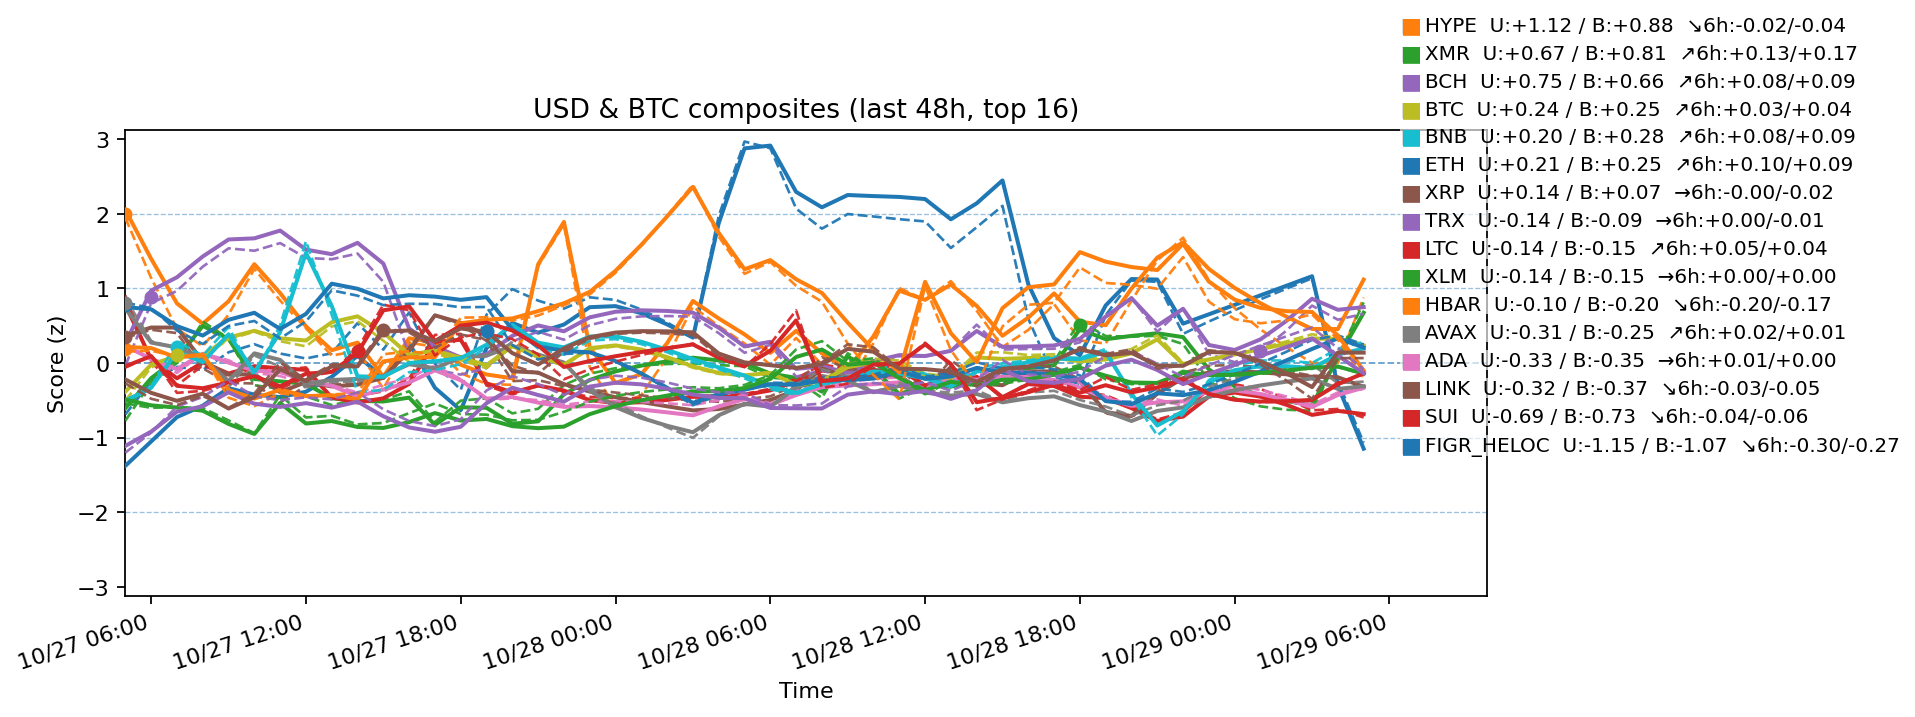 HYPE U:+1.12 / B:+0.88 ↘6h:-0.02/-0.04
XMR U:+0.67 / B:+0.81 ↗6h:+0.13/+0.17
BCH U:+0.75 / B:+0.66 ↗6h:+0.08/+0.09
BTC U:+0.24 / B:+0.25 ↗6h:+0.03/+0.04
BNB U:+0.20 / B:+0.28 ↗6h:+0.08/+0.09
ETH U:+0.21 / B:+0.25 ↗6h:+0.10/+0.09
XRP U:+0.14 / B:+0.07 →6h:-0.00/-0.02
TRX U:-0.14 / B:-0.09 →6h:+0.00/-0.01
LTC U:-0.14 / B:-0.15 ↗6h:+0.05/+0.04
XLM U:-0.14 / B:-0.15 →6h:+0.00/+0.00
HBAR U:-0.10 / B:-0.20 ↘6h:-0.20/-0.17
AVAX U:-0.31 / B:-0.25 ↗6h:+0.02/+0.01
ADA U:-0.33 / B:-0.35 →6h:+0.01/+0.00
LINK U:-0.32 / B:-0.37 ↘6h:-0.03/-0.05
SUI U:-0.69 / B:-0.73 ↘6h:-0.04/-0.06
FIGR_HELOC U:-1.15 / B:-1.07 ↘6h:-0.30/-0.27
USD & BTC composites (last 48h, top 16)
Score (z)
3
2
1
0
−1
−2
−3
10/27 06:00
10/27 12:00
10/27 18:00
10/28 00:00
10/28 06:00
10/28 12:00
10/28 18:00
10/29 00:00
10/29 06:00
Time